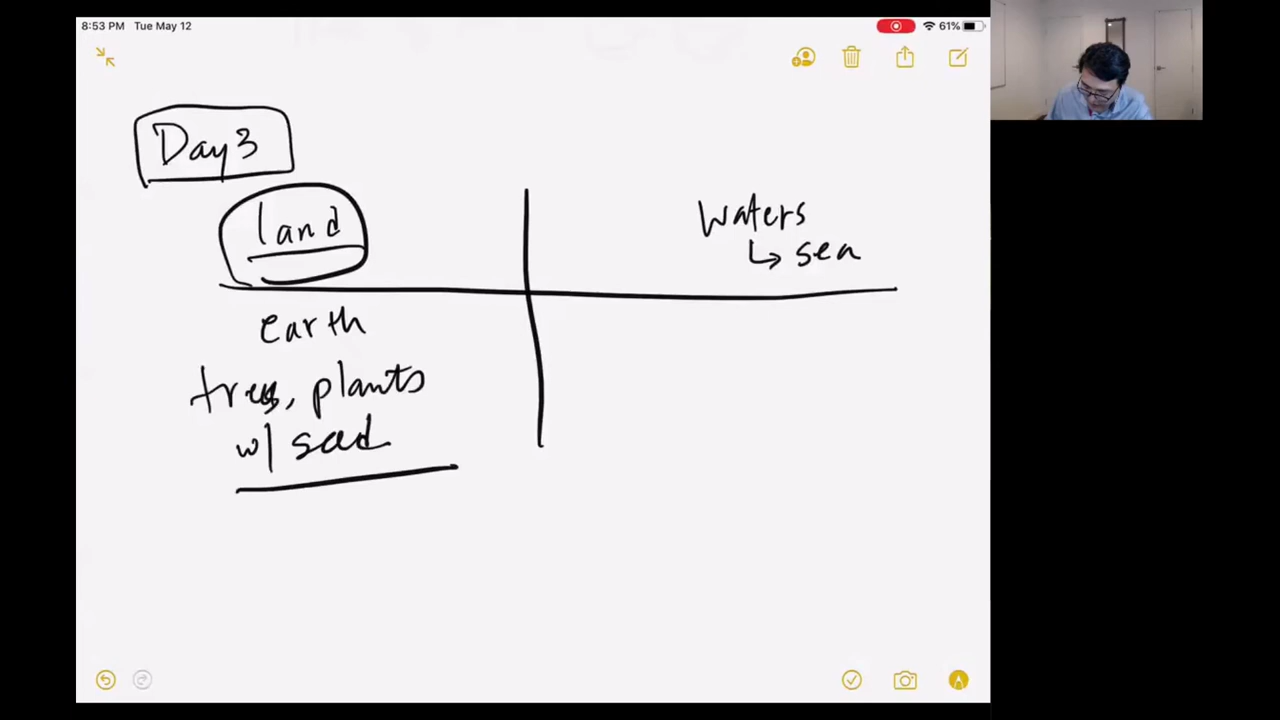 8:53 PM Tue May 12
61%
Day 3
land
Waters
↳ sea
earth
trees, plants
w/ seed